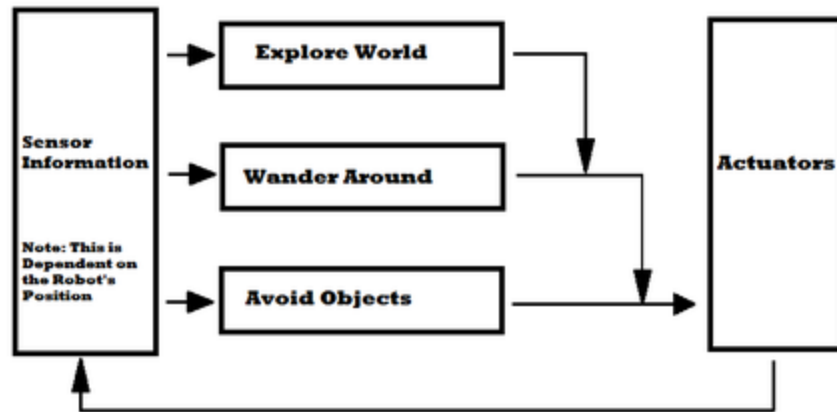 Explore World
Sensor
Information
Wander Around
Actuators
Note: This is
Dependent on
the Robot's
Position
Avoid Objects